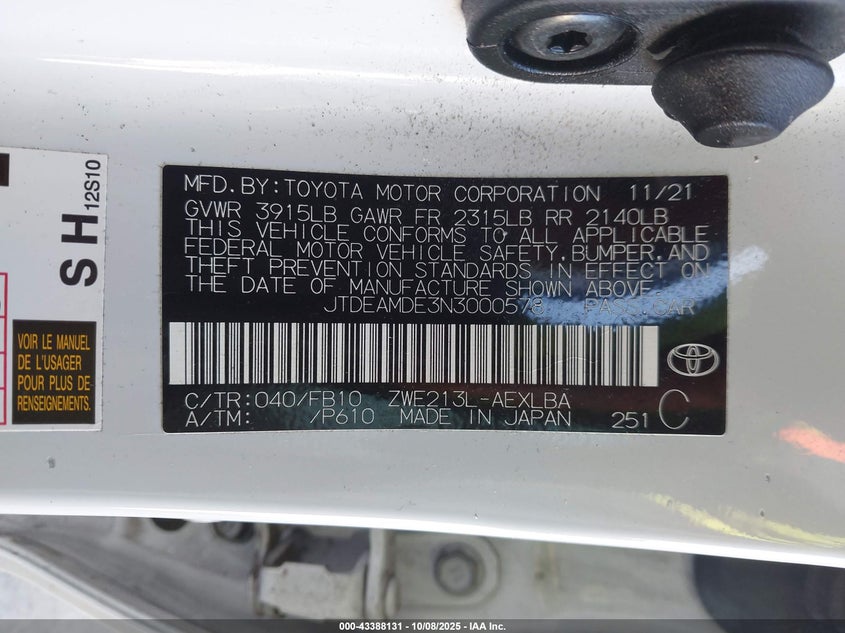 MFD.BY:TOYOTA MOTOR CORPORATION 11/21
GVWR 3915LB GAWR FR 2315LB RR 2140LB
THIS VEHICLE CONFORMS TO ALL APPLICABLE
FEDERAL MOTOR VEHICLE SAFETY,BUMPER,AND
THEFT PREVENTION STANDARDS IN EFFECT ON
THE DATE OF MANUFACTURE SHOWN ABOVE.
JTDEAMDE3N3000578 PASS.CAR
C/TR:040/FB10 ZWE213L-AEXLBA
A/TM: /P610 MADE IN JAPAN 251 C
SH
12S10
VOIR LE MANUEL
DE L'USAGER
POUR PLUS DE
RENSEIGNEMENTS.
000-43388131 - 10/08/2025 - IAA Inc.